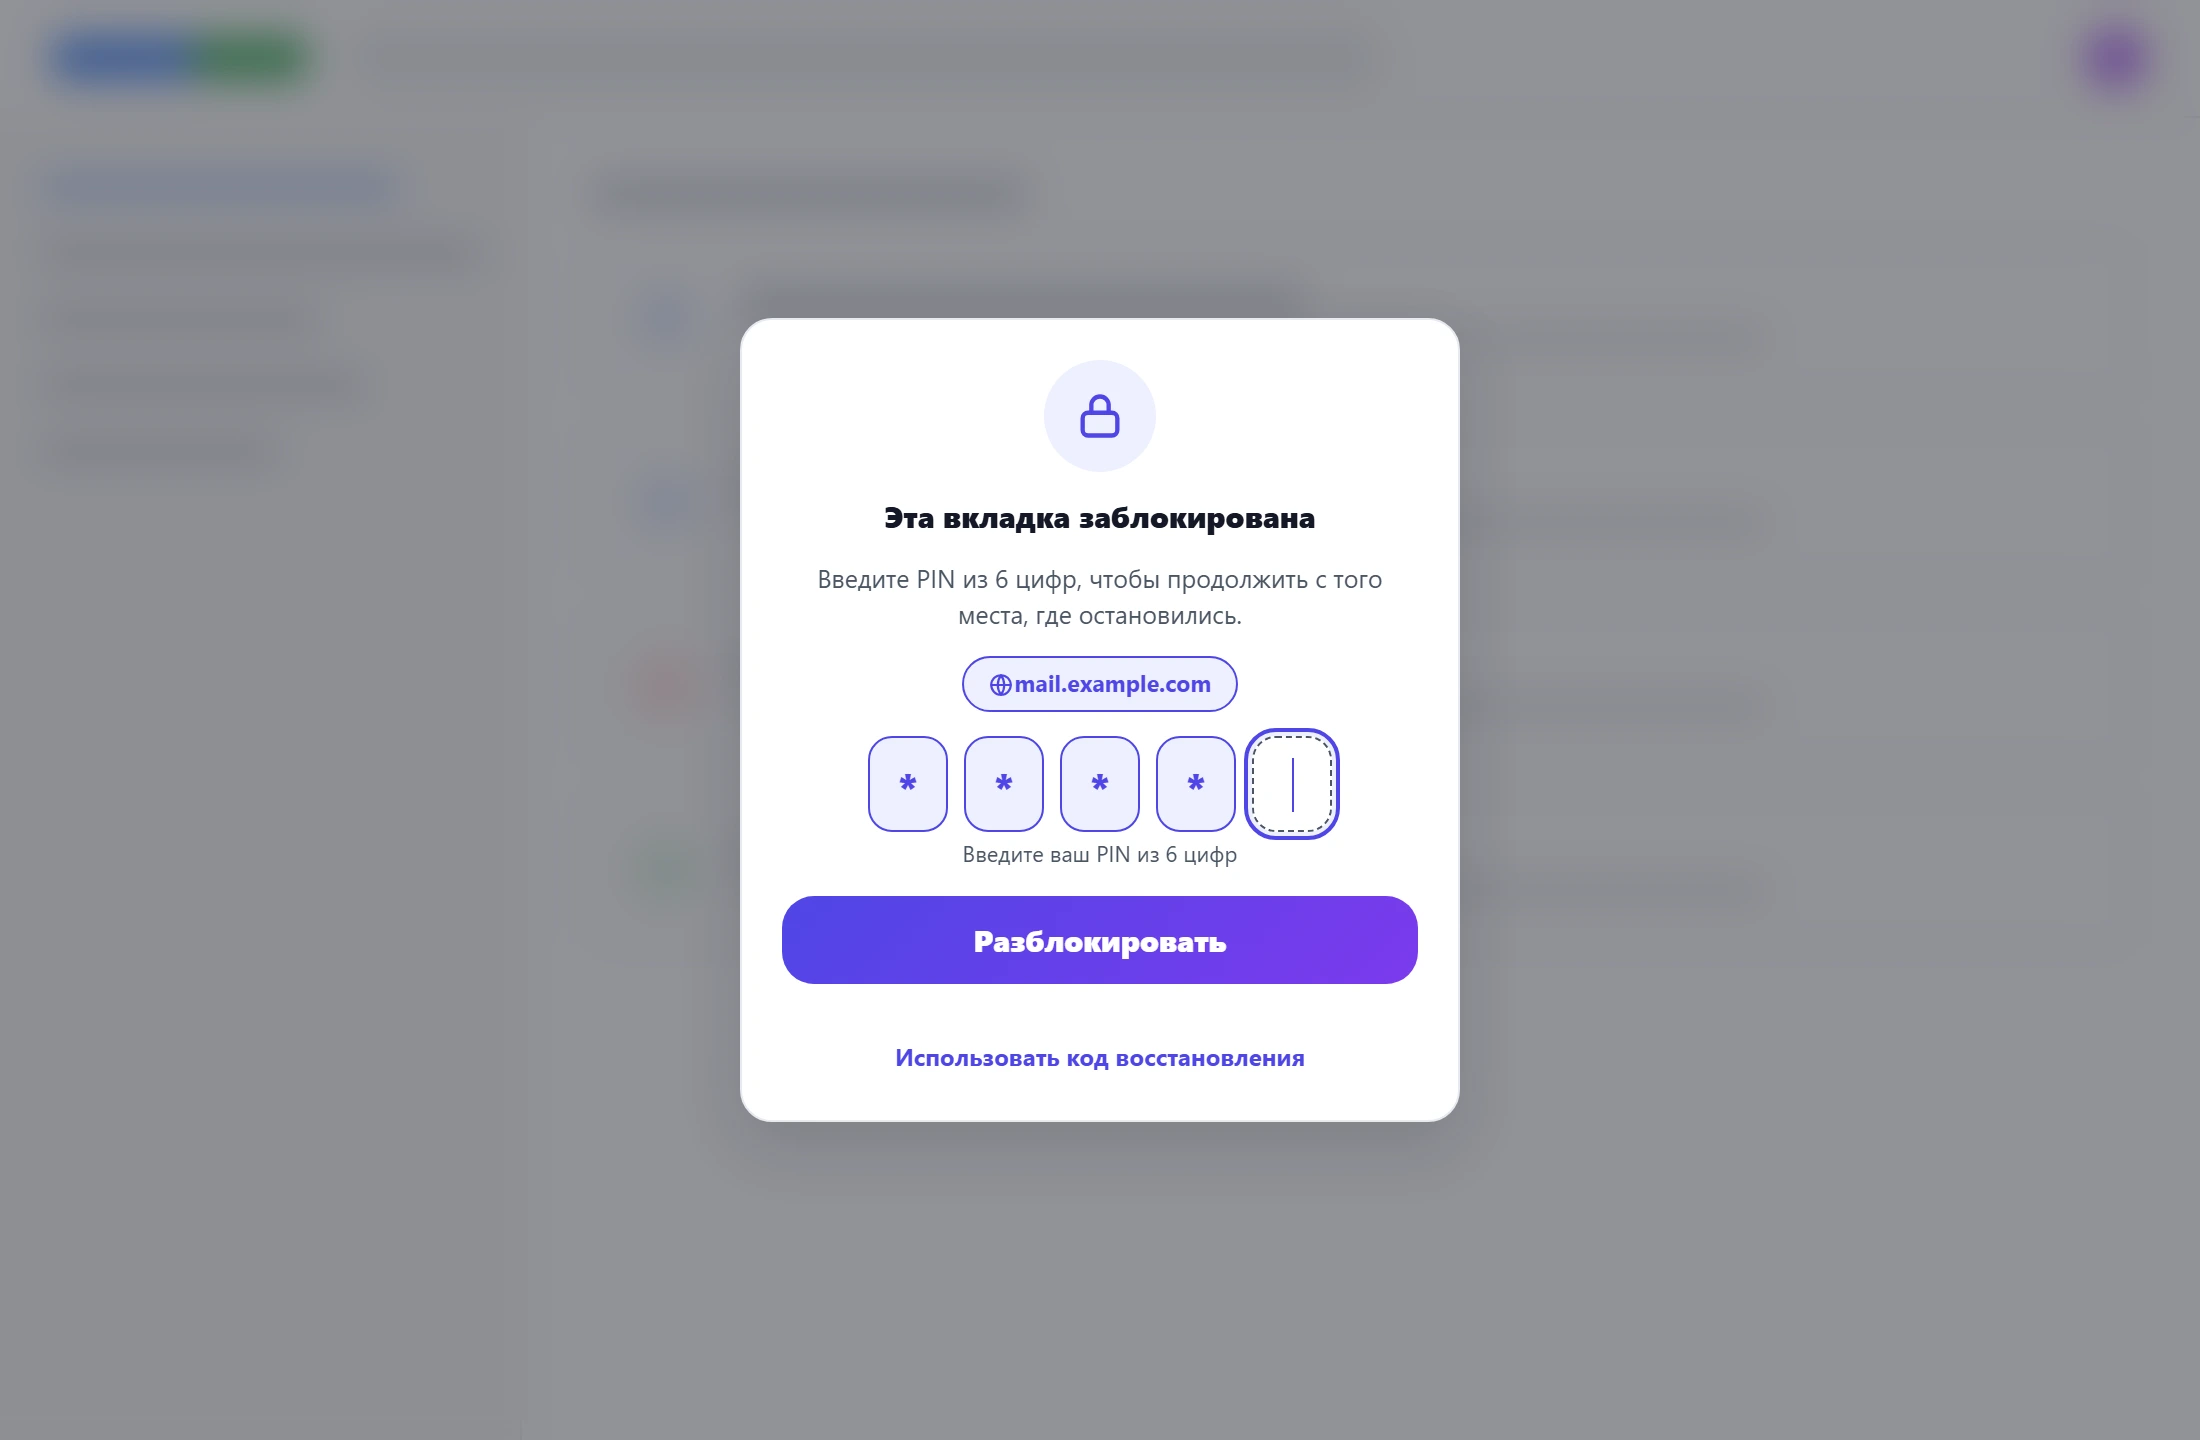 Эта вкладка заблокирована
Введите PIN из 6 цифр, чтобы продолжить с того
места, где остановились.
mail.example.com
* * * *
Введите ваш PIN из 6 цифр
Разблокировать
Использовать код восстановления